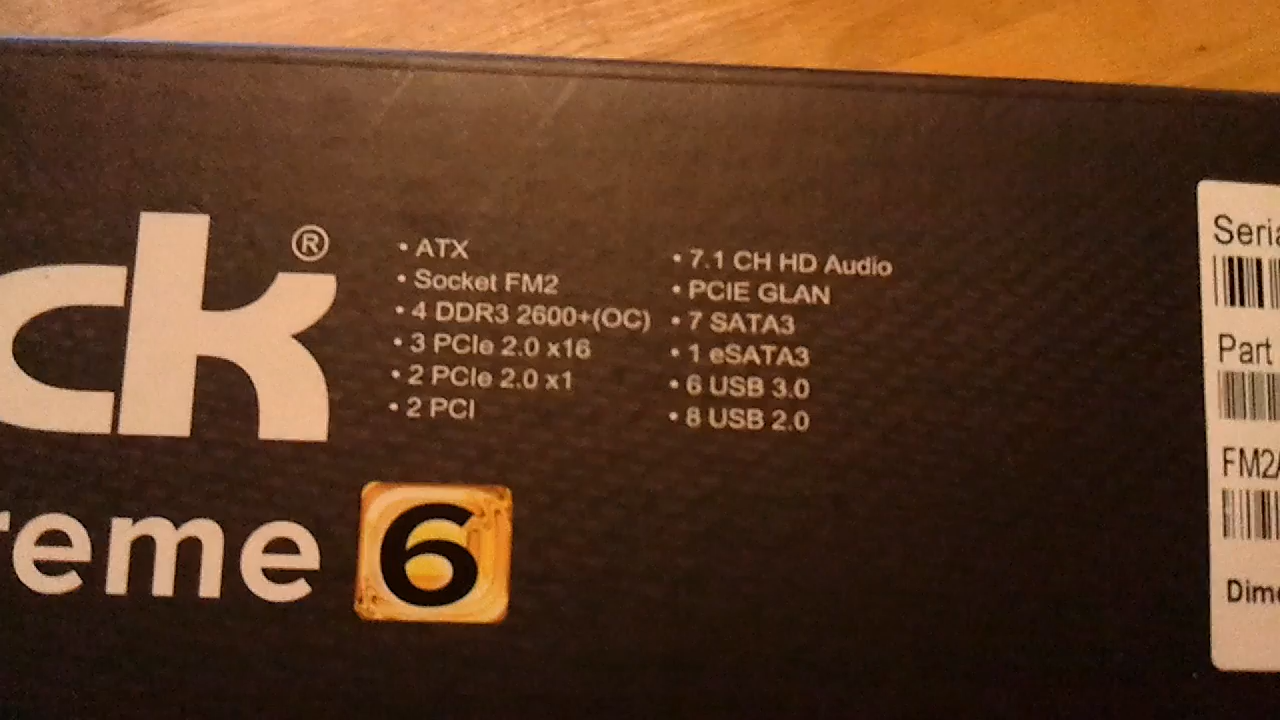 ck®
• ATX
• Socket FM2
• 4 DDR3 2600+(OC)
• 3 PCIe 2.0 x16
• 2 PCIe 2.0 x1
• 2 PCI
• 7.1 CH HD Audio
• PCIE GLAN
• 7 SATA3
• 1 eSATA3
• 6 USB 3.0
• 8 USB 2.0
reme 6
Seria
Part
FM2A
Dime